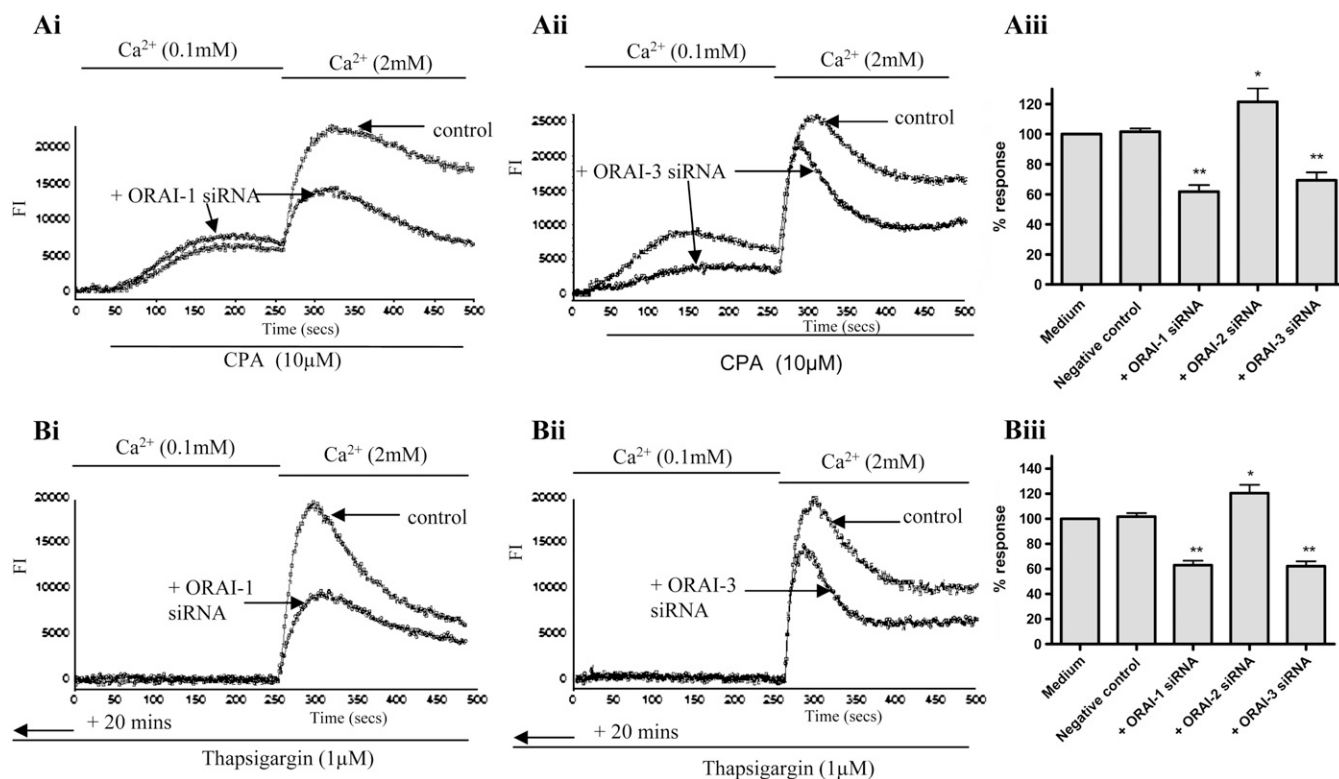 Ai
Ca²⁺ (0.1mM)
Ca²⁺ (2mM)
FI
20000
15000
10000
5000
0
control
+ ORAI-1 siRNA
0 50 100 150 200 250 300 350 400 450 500
Time (secs)
CPA (10µM)
Aii
Ca²⁺ (0.1mM)
Ca²⁺ (2mM)
FI
25000
20000
15000
10000
5000
0
control
+ ORAI-3 siRNA
0 50 100 150 200 250 300 350 400 450 500
Time (secs)
CPA (10µM)
Aiii
% response
120
100
80
60
40
20
0
**
*
**
Medium
Negative control
+ ORAI-1 siRNA
+ ORAI-2 siRNA
+ ORAI-3 siRNA
Bi
Ca²⁺ (0.1mM)
Ca²⁺ (2mM)
FI
20000
15000
10000
5000
0
control
+ ORAI-1
siRNA
0 50 100 150 200 250 300 350 400 450 500
Time (secs)
+ 20 mins
Thapsigargin (1µM)
Bii
Ca²⁺ (0.1mM)
Ca²⁺ (2mM)
FI
20000
15000
10000
5000
0
control
+ ORAI-3
siRNA
0 50 100 150 200 250 300 350 400 450 500
Time (secs)
+ 20 mins
Thapsigargin (1µM)
Biii
% response
140
120
100
80
60
40
20
0
**
*
**
Medium
Negative control
+ ORAI-1 siRNA
+ ORAI-2 siRNA
+ ORAI-3 siRNA